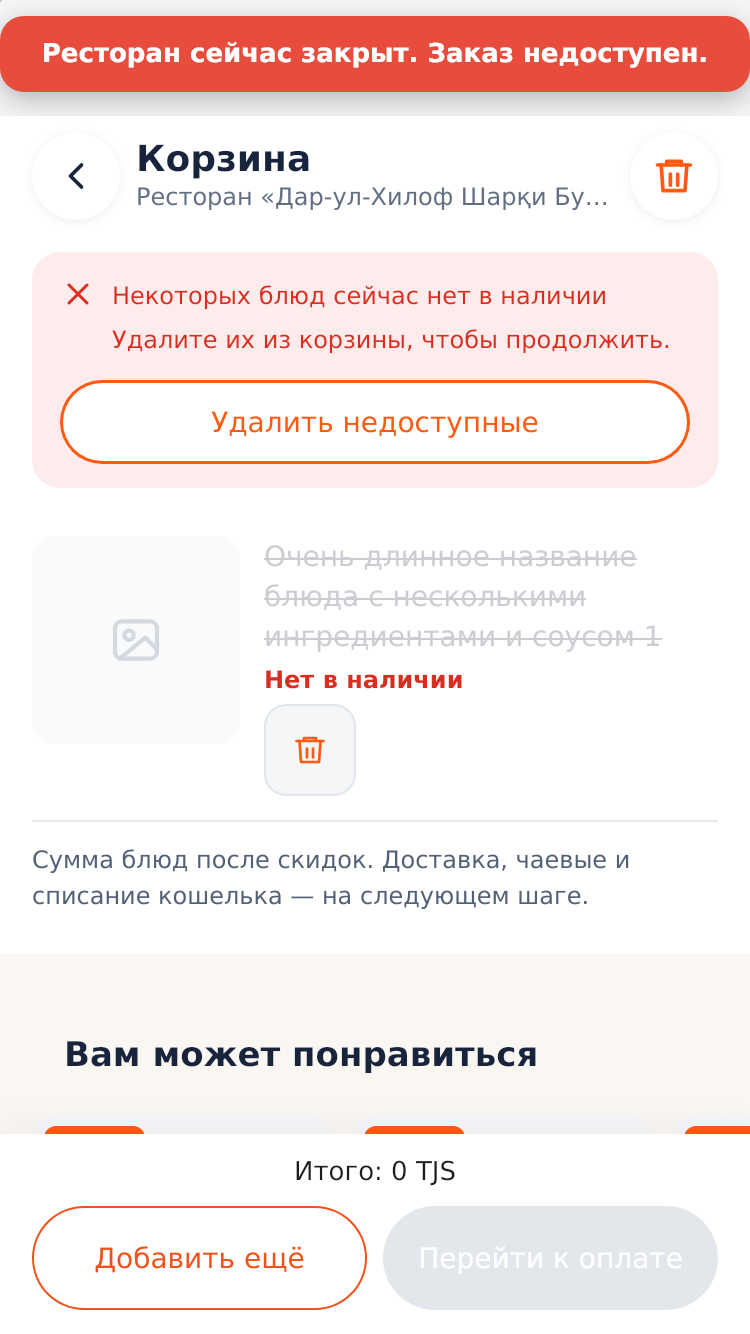 Ресторан сейчас закрыт. Заказ недоступен.
Корзина
Ресторан «Дар-ул-Хилоф Шарқи Бу…
Некоторых блюд сейчас нет в наличии
Удалите их из корзины, чтобы продолжить.
Удалить недоступные
Очень длинное название
блюда с несколькими
ингредиентами и соусом 1
Нет в наличии
Сумма блюд после скидок. Доставка, чаевые и
списание кошелька — на следующем шаге.
Вам может понравиться
Итого: 0 TJS
Добавить ещё
Перейти к оплате